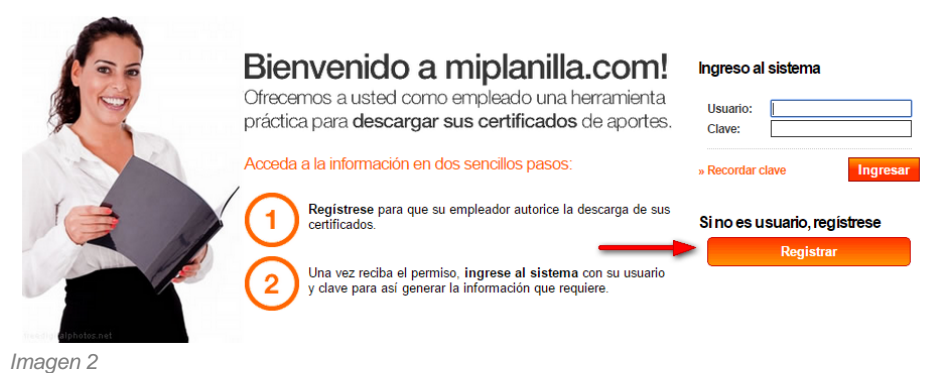 Bienvenido a miplanilla.com!
Ofrecemos a usted como empleado una herramienta
práctica para descargar sus certificados de aportes.
Acceda a la información en dos sencillos pasos:
1
Regístrese para que su empleador autorice la descarga de sus
certificados.
2
Una vez reciba el permiso, ingrese al sistema con su usuario
y clave para así generar la información que requiere.
Ingreso al sistema
Usuario:
Clave:
» Recordar clave
Ingresar
Si no es usuario, regístrese
Registrar
Imagen 2